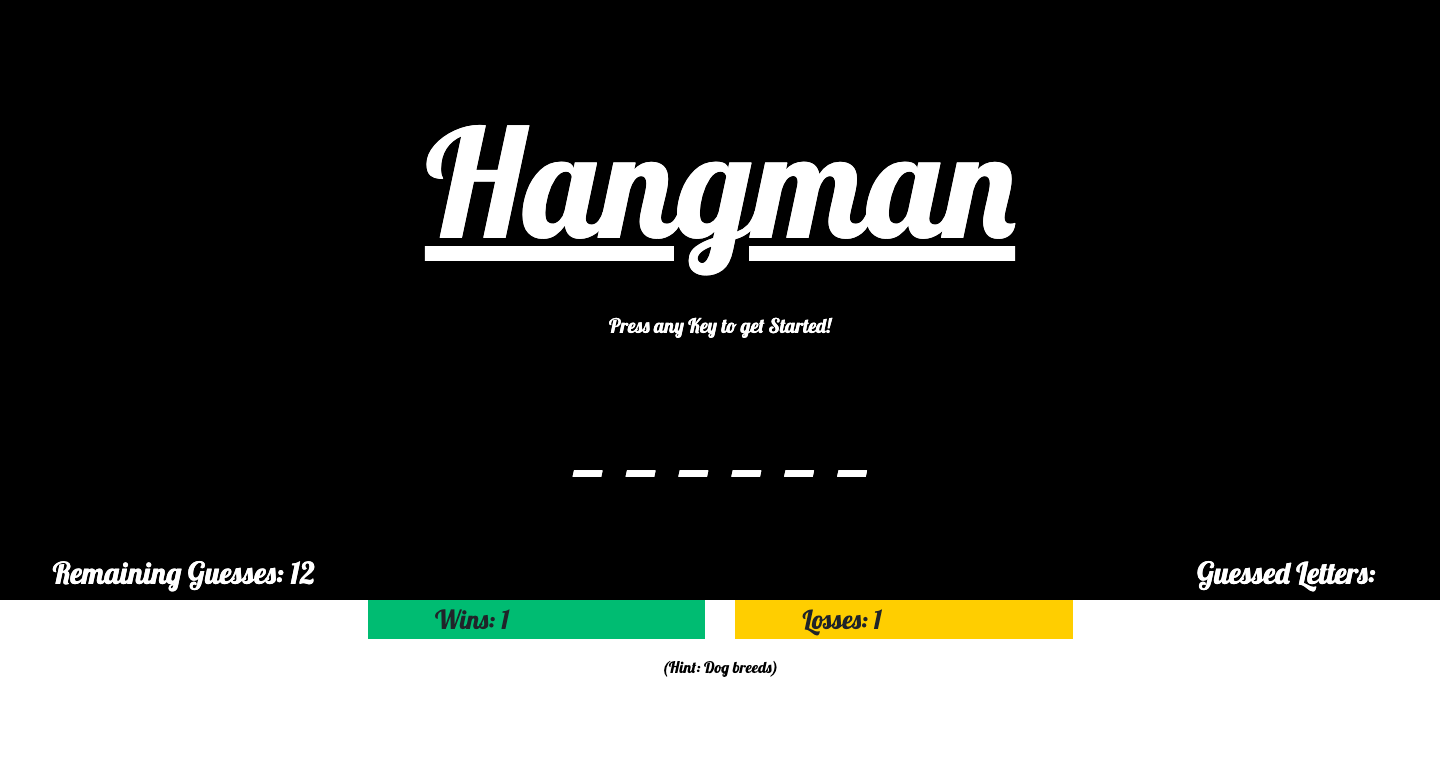 Hangman
Press any Key to get Started!
_ _ _ _ _ _
Remaining Guesses: 12
Guessed Letters:
Wins: 1
Losses: 1
(Hint: Dog breeds)